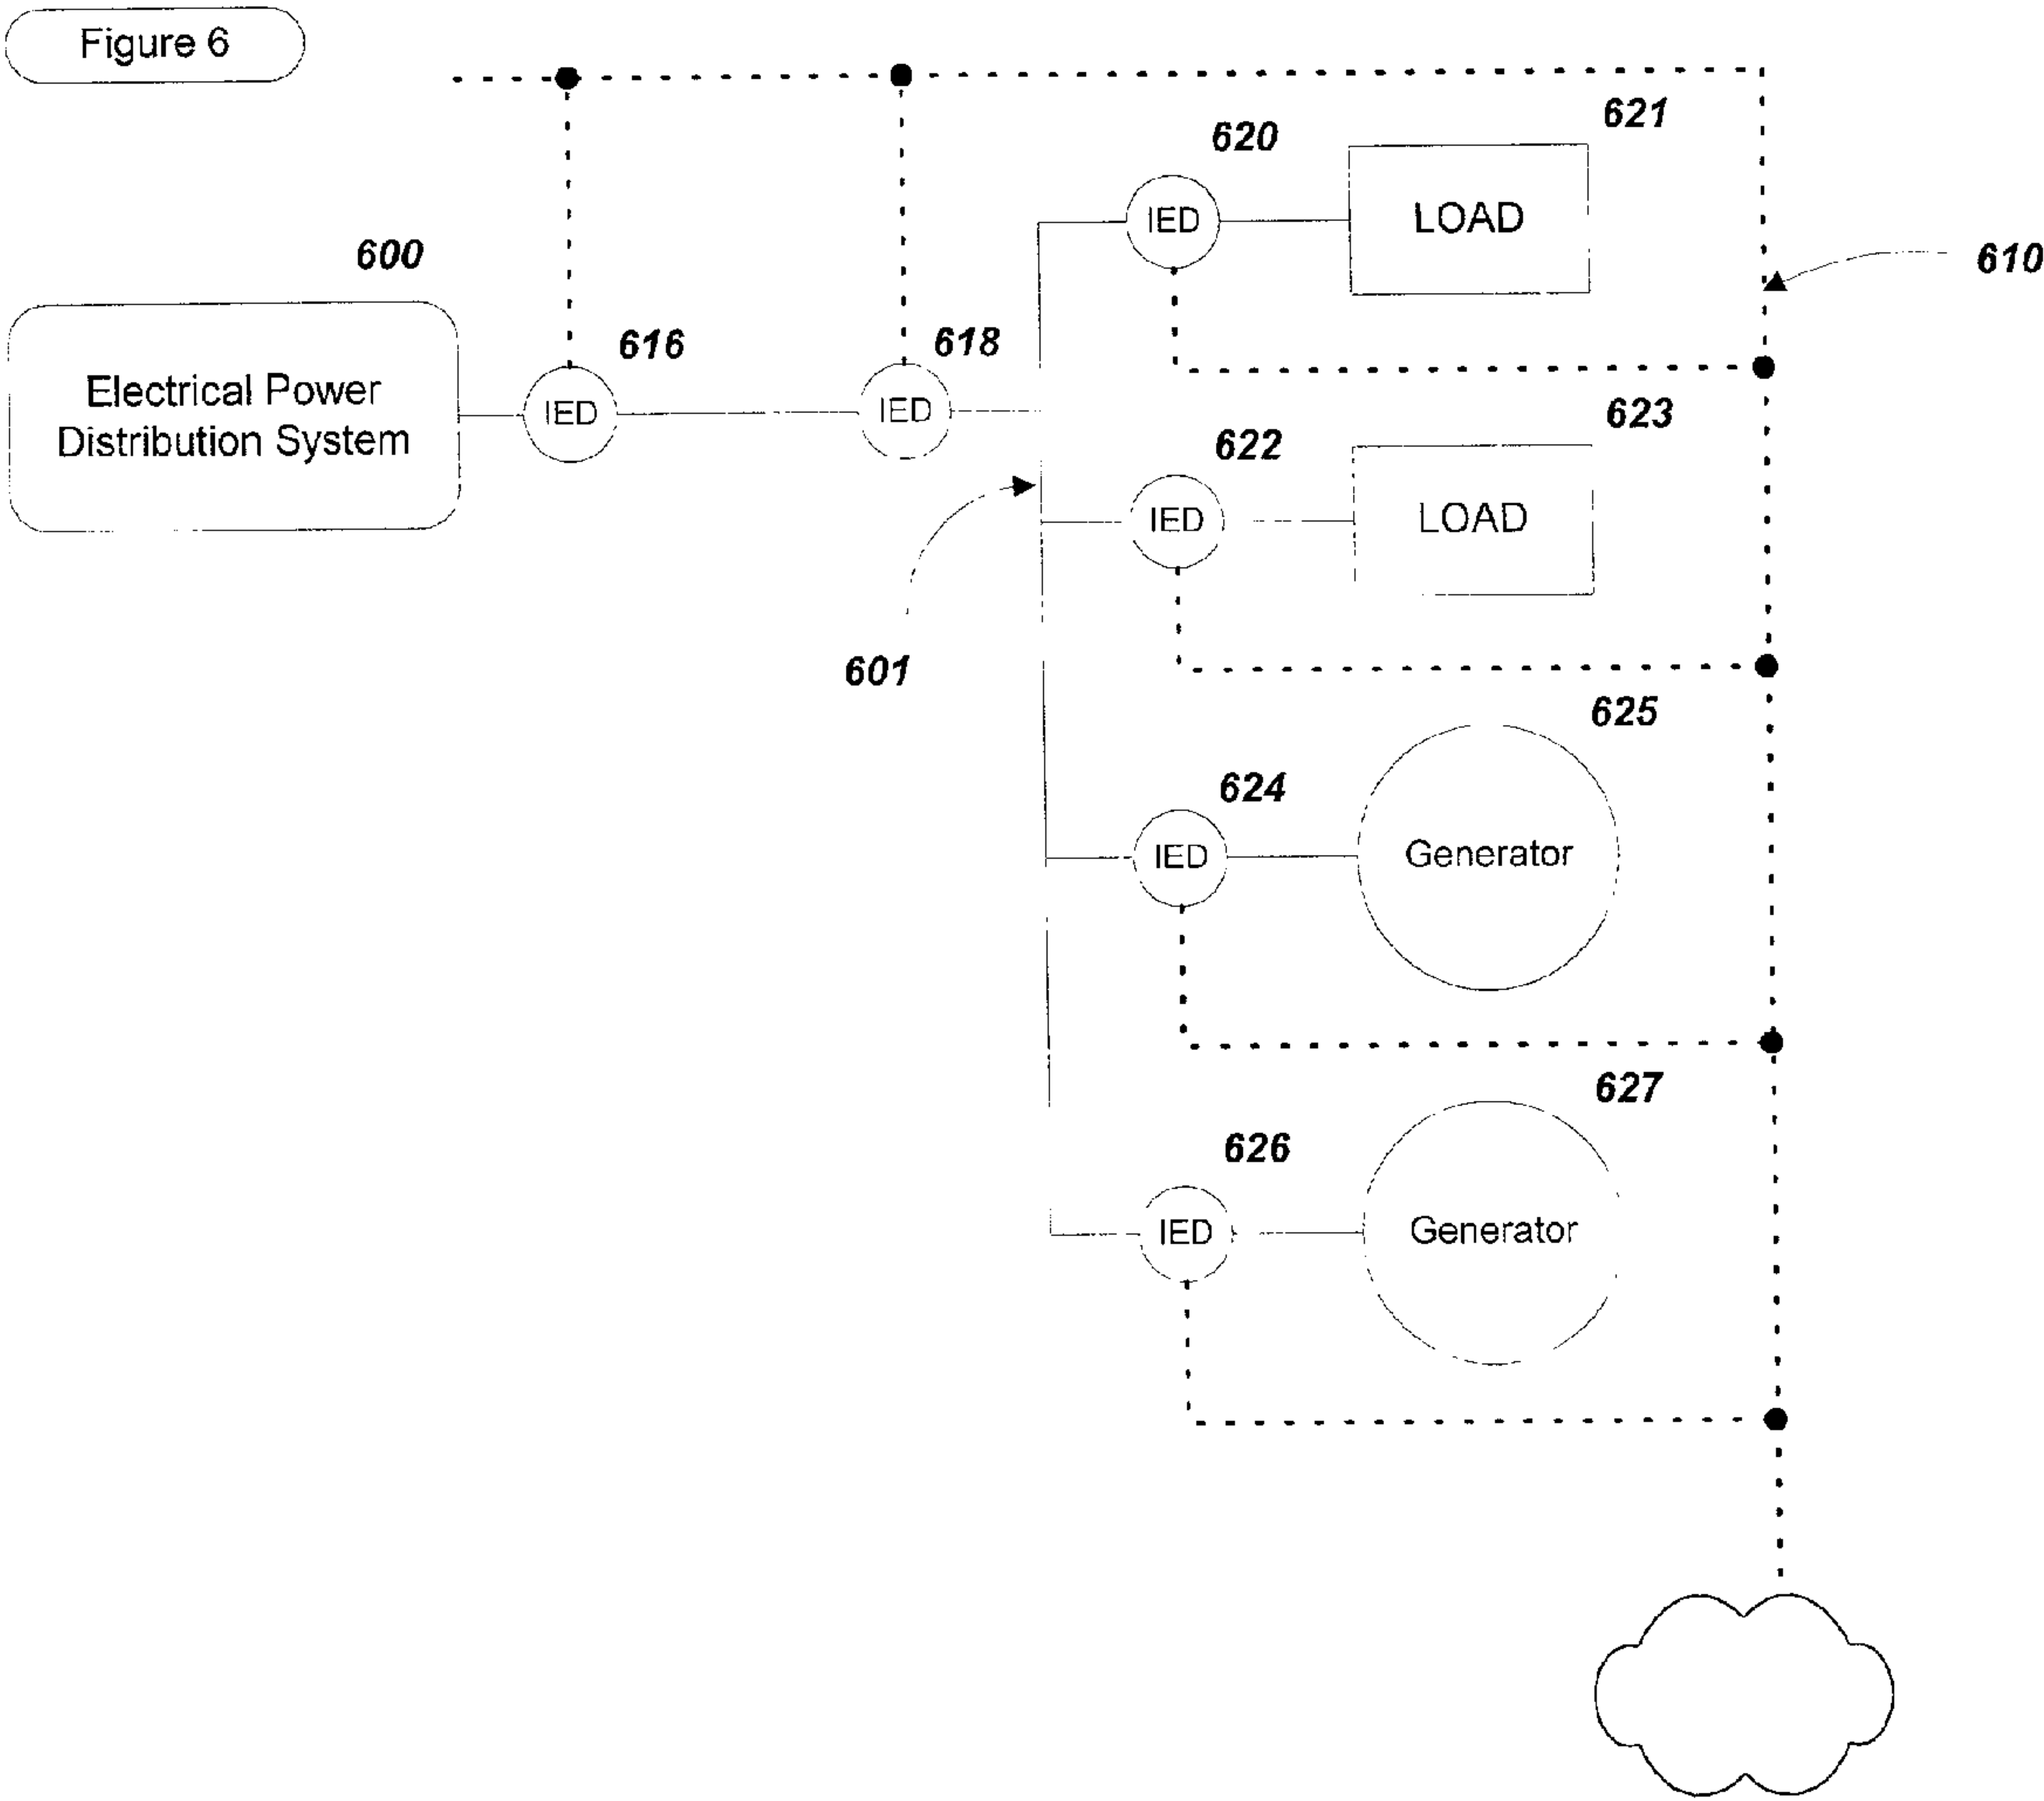 Figure 6
621
620
IED
LOAD
600
610
616
618
Electrical Power
Distribution System
IED
IED
623
622
IED
LOAD
601
625
624
IED
Generator
627
626
IED
Generator